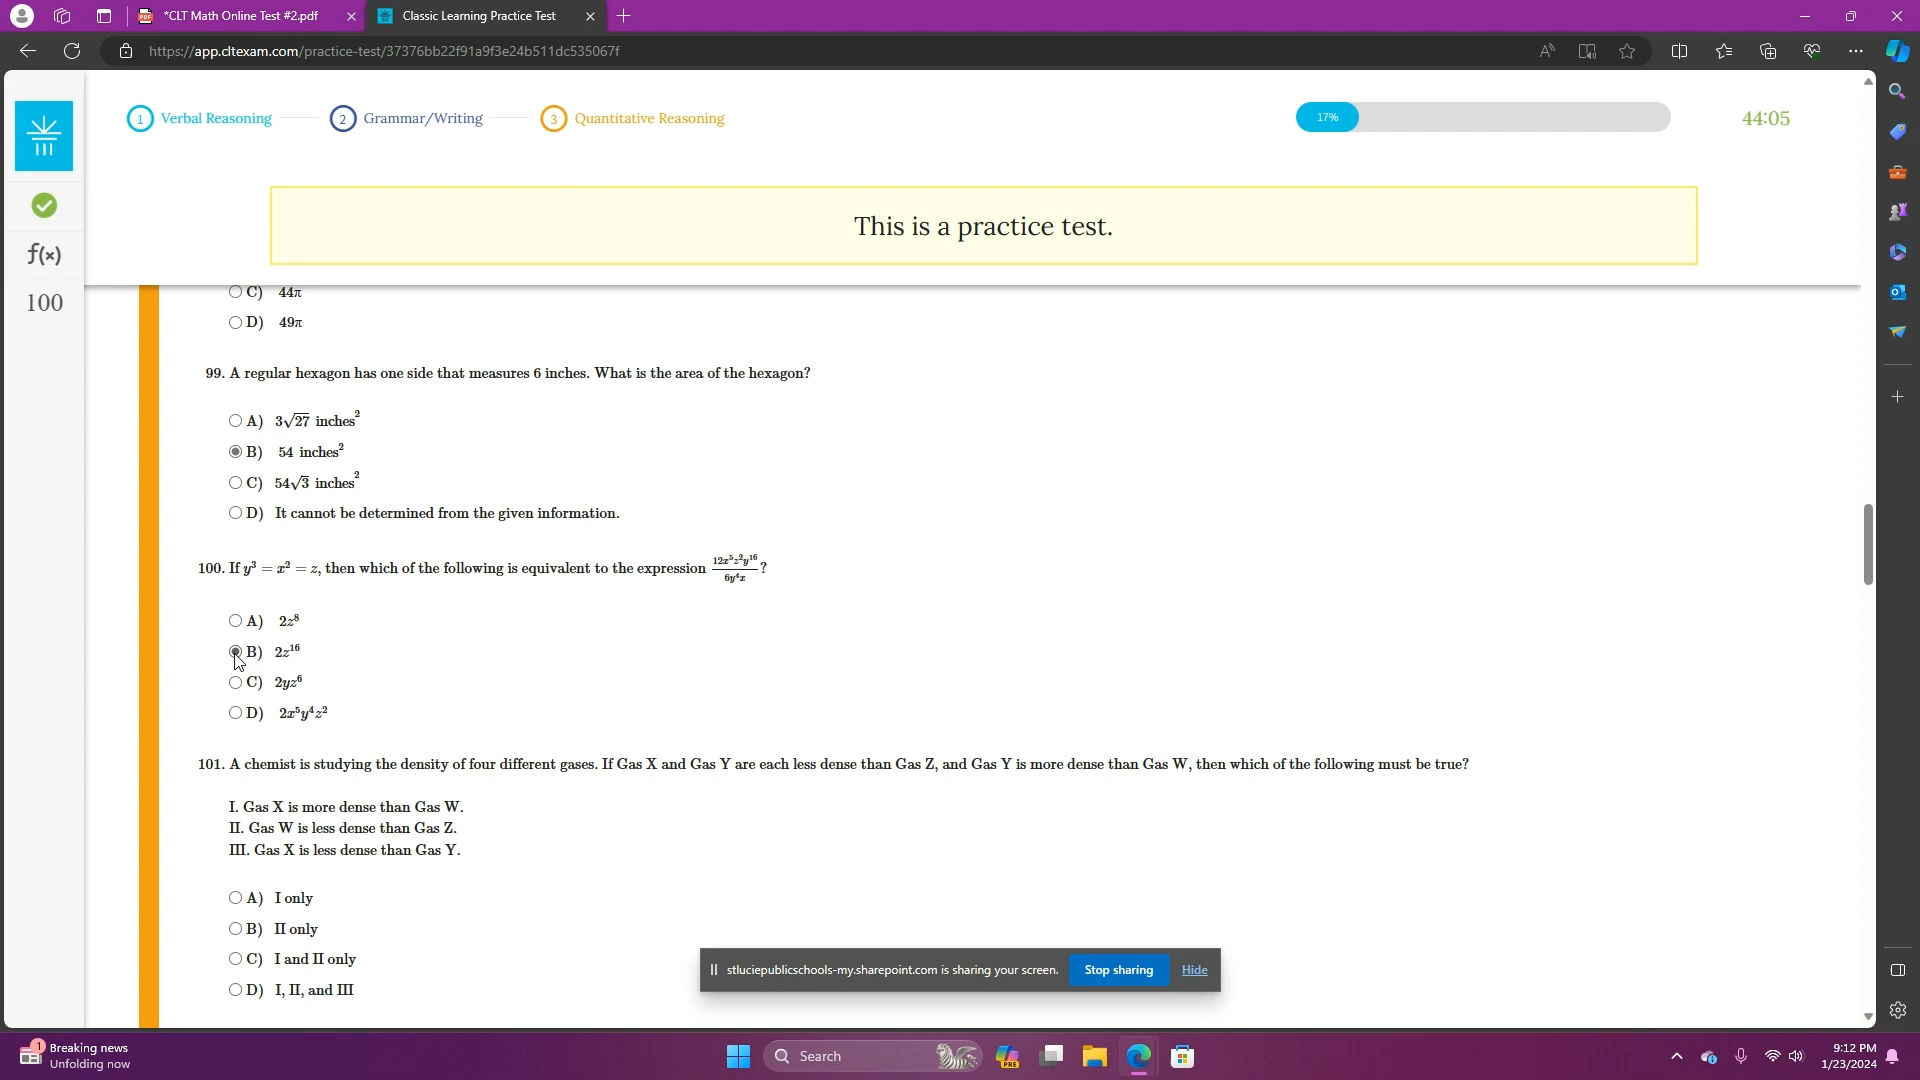 *CLT Math Online Test #2.pdf
Classic Learning Practice Test
https://app.cltexam.com/practice-test/37376bb22f91a9f3e24b511dc535067f
1 Verbal Reasoning
2 Grammar/Writing
3 Quantitative Reasoning
17%
44:05
This is a practice test.
f(x)
100
C) 44π
D) 49π
99. A regular hexagon has one side that measures 6 inches. What is the area of the hexagon?
A) 3√27 inches²
B) 54 inches²
C) 54√3 inches²
D) It cannot be determined from the given information.
100. If y³ = x² = z, then which of the following is equivalent to the expression 12x⁵z²y¹⁶/6y⁴x?
A) 2z⁸
B) 2z¹⁶
C) 2yz⁶
D) 2x⁵y⁴z²
101. A chemist is studying the density of four different gases. If Gas X and Gas Y are each less dense than Gas Z, and Gas Y is more dense than Gas W, then which of the following must be true?
I. Gas X is more dense than Gas W.
II. Gas W is less dense than Gas Z.
III. Gas X is less dense than Gas Y.
A) I only
B) II only
C) I and II only
D) I, II, and III
stluciepublicschools-my.sharepoint.com is sharing your screen.
Stop sharing
Hide
1
Breaking news
Unfolding now
Search
PRE
9:12 PM
1/23/2024